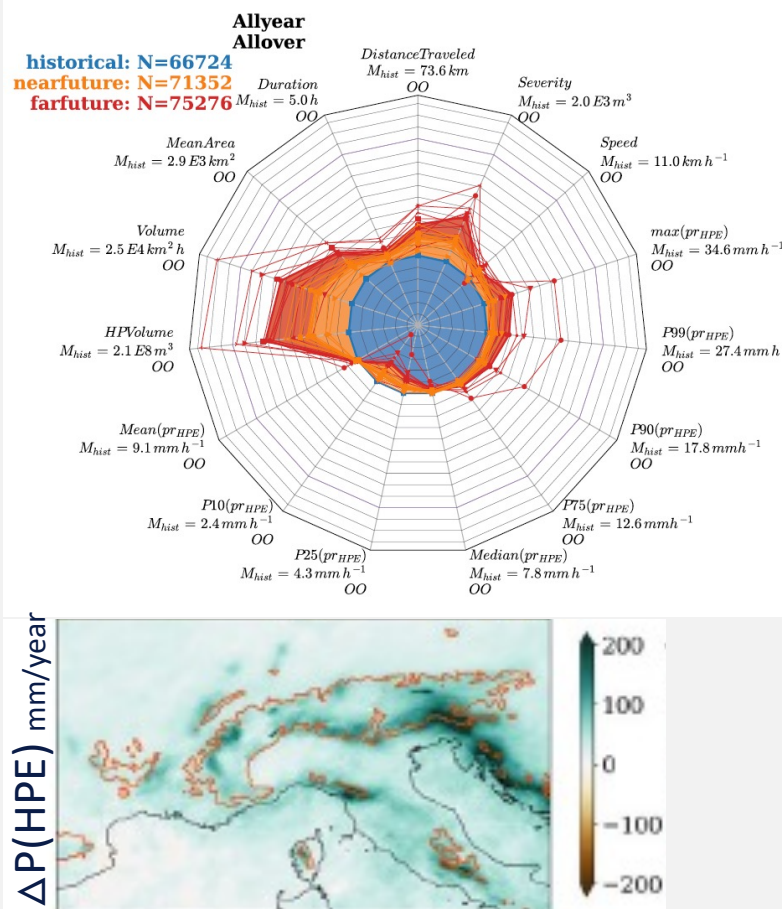 Allyear
Allover
historical: N=66724
nearfuture: N=71352
farfuture: N=75276
DistanceTraveled
M_hist = 73.6 km
OO
Severity
M_hist = 2.0 E3 m³
OO
Speed
M_hist = 11.0 km h⁻¹
OO
max(pr_HPE)
M_hist = 34.6 mm h⁻¹
OO
P99(pr_HPE)
M_hist = 27.4 mm h
OO
P90(pr_HPE)
M_hist = 17.8 mmh⁻¹
OO
P75(pr_HPE)
M_hist = 12.6 mmh⁻¹
OO
Median(pr_HPE)
M_hist = 7.8 mm h⁻¹
OO
P25(pr_HPE)
M_hist = 4.3 mm h⁻¹
OO
P10(pr_HPE)
M_hist = 2.4 mm h⁻¹
OO
Mean(pr_HPE)
M_hist = 9.1 mm h⁻¹
OO
HPVolume
M_hist = 2.1 E8 m³
OO
Volume
M_hist = 2.5 E4 km² h
OO
MeanArea
M_hist = 2.9 E3 km²
OO
Duration
M_hist = 5.0 h
OO
ΔP(HPE) mm/year
200
100
0
−100
−200